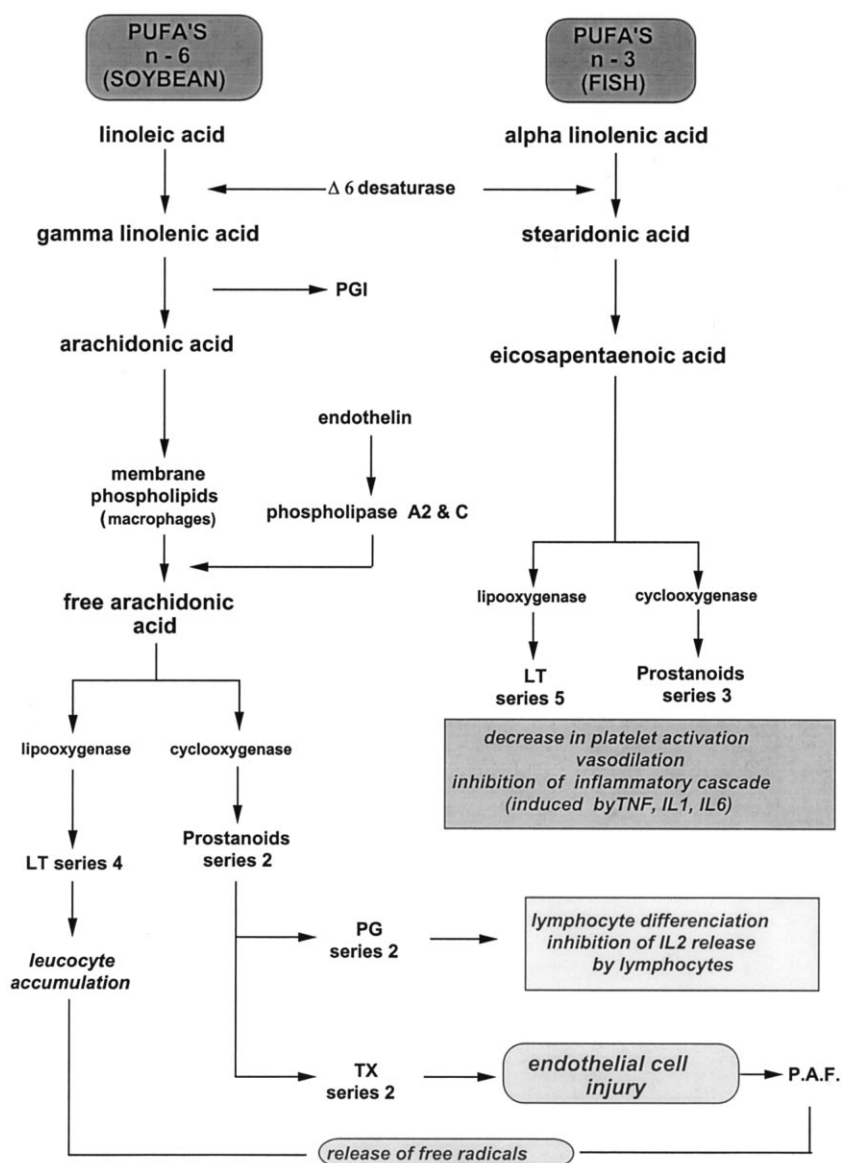 PUFA'S
n - 6
(SOYBEAN)
PUFA'S
n - 3
(FISH)
linoleic acid
alpha linolenic acid
Δ 6 desaturase
gamma linolenic acid
stearidonic acid
PGI
arachidonic acid
eicosapentaenoic acid
endothelin
membrane
phospholipids
(macrophages)
phospholipase A2 & C
free arachidonic
acid
lipooxygenase
cyclooxygenase
LT
series 5
Prostanoids
series 3
lipooxygenase
cyclooxygenase
decrease in platelet activation
vasodilation
inhibition of inflammatory cascade
(induced byTNF, IL1, IL6)
LT series 4
Prostanoids
series 2
PG
series 2
lymphocyte differenciation
inhibition of IL2 release
by lymphocytes
leucocyte
accumulation
TX
series 2
endothelial cell
injury
P.A.F.
release of free radicals